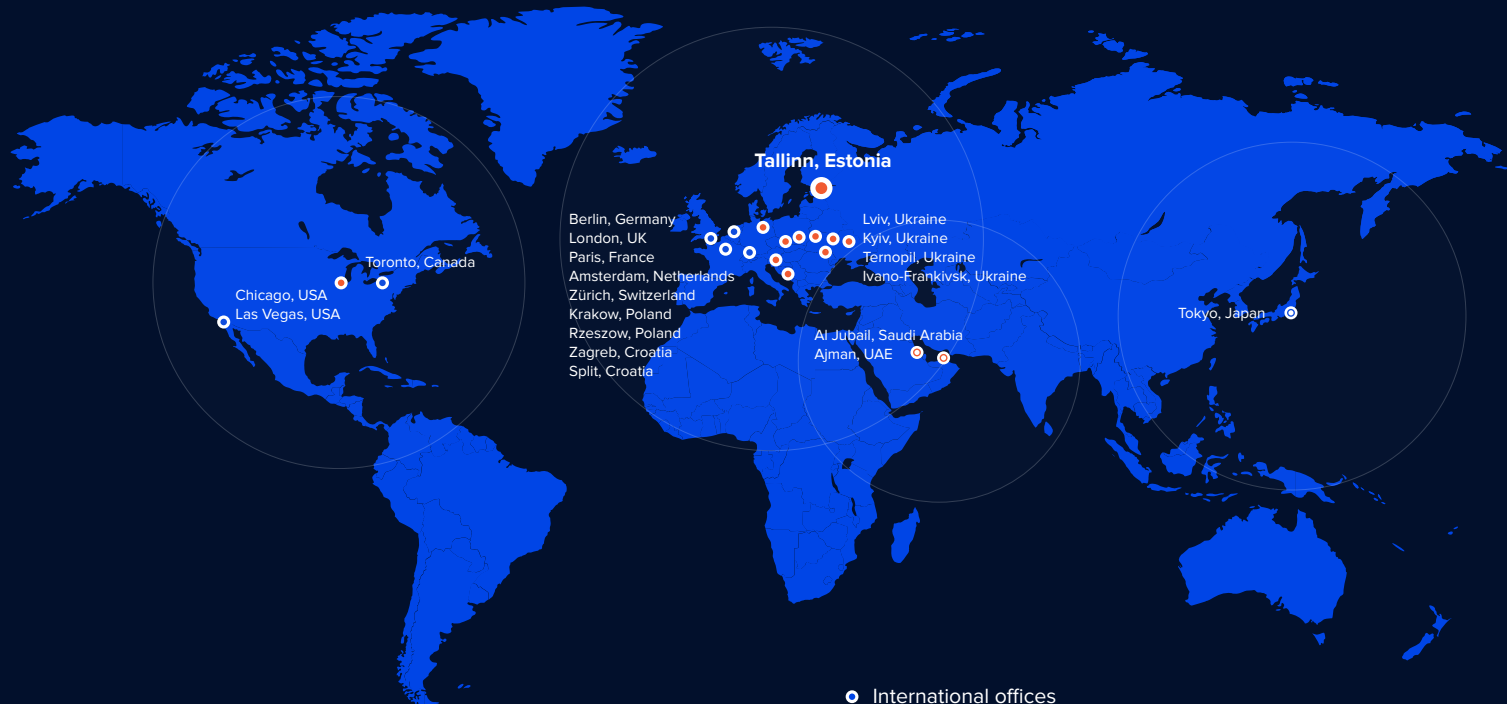 Tallinn, Estonia
Berlin, Germany
London, UK
Paris, France
Amsterdam, Netherlands
Zürich, Switzerland
Krakow, Poland
Rzeszow, Poland
Zagreb, Croatia
Split, Croatia
Lviv, Ukraine
Kyiv, Ukraine
Ternopil, Ukraine
Ivano-Frankivsk, Ukraine
Toronto, Canada
Chicago, USA
Las Vegas, USA
Al Jubail, Saudi Arabia
Ajman, UAE
Tokyo, Japan
International offices